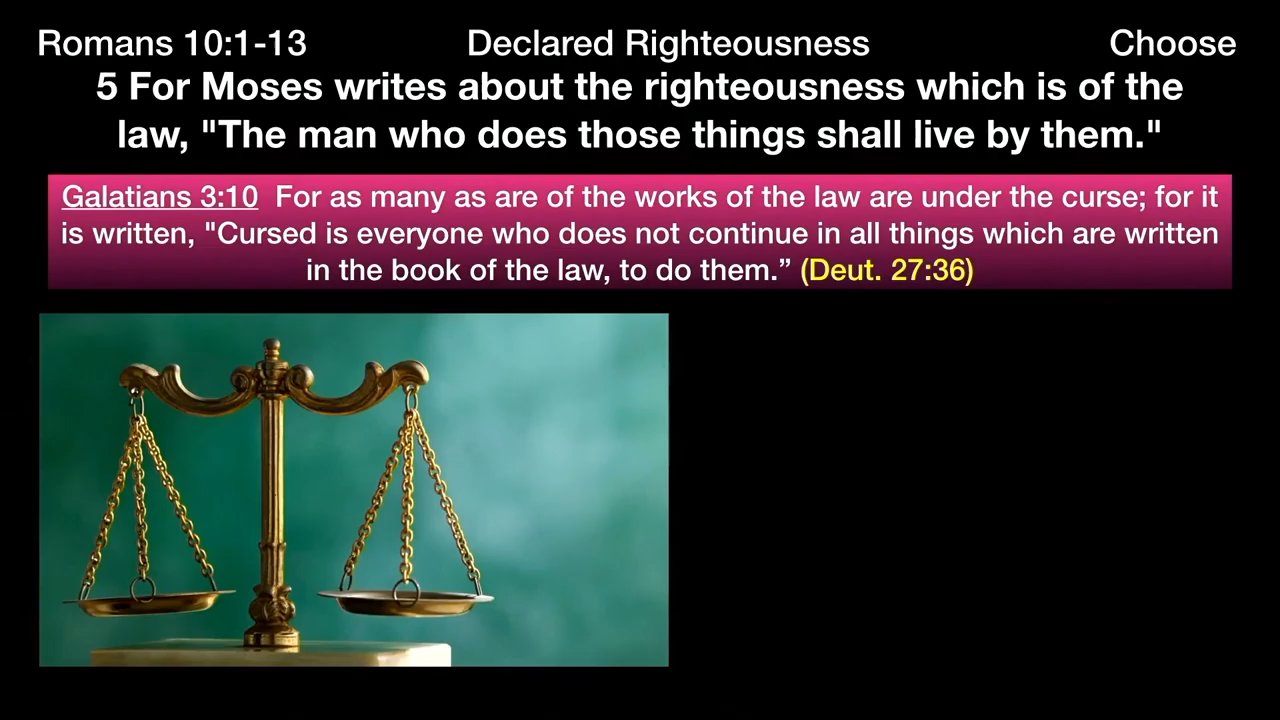 Romans 10:1-13 Declared Righteousness Choose
5 For Moses writes about the righteousness which is of the
law, "The man who does those things shall live by them."
Galatians 3:10 For as many as are of the works of the law are under the curse; for it
is written, "Cursed is everyone who does not continue in all things which are written
in the book of the law, to do them.” (Deut. 27:36)